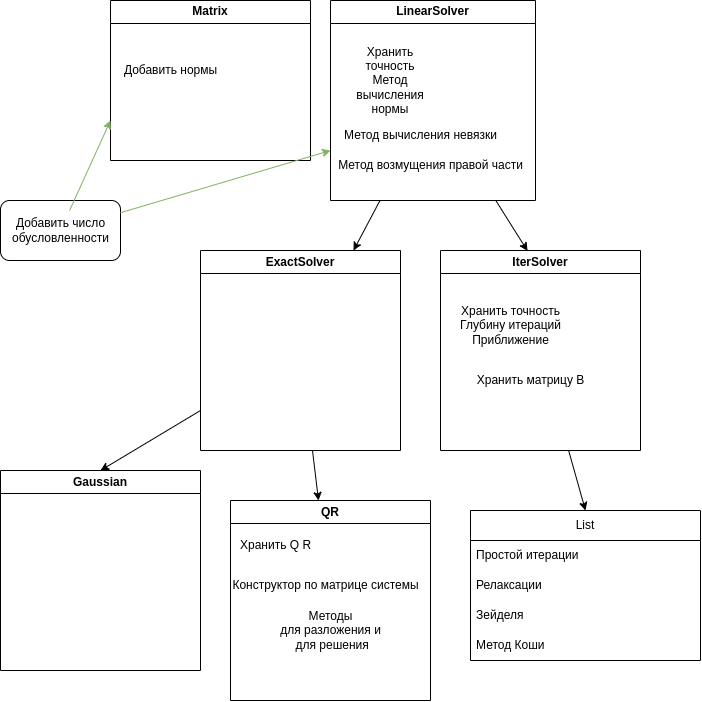 Matrix
Добавить нормы
LinearSolver
Хранить
точность
Метод
вычисления
нормы
Метод вычисления невязки
Метод возмущения правой части
Добавить число
обусловленности
ExactSolver
IterSolver
Хранить точность
Глубину итераций
Приближение
Хранить матрицу B
Gaussian
QR
Хранить Q R
Конструктор по матрице системы
Методы
для разложения и
для решения
List
Простой итерации
Релаксации
Зейделя
Метод Коши